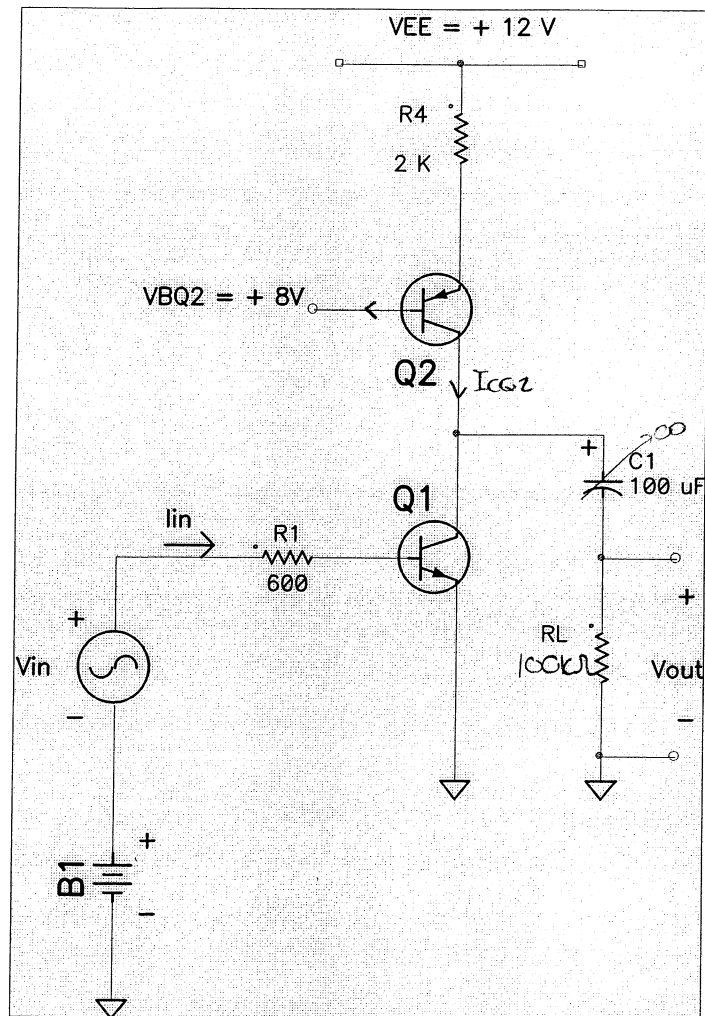 VEE = + 12 V
R4
2 K
VBQ2 = + 8V
Q2
ICQ2
+
∞
C1
100 uF
Q1
Iin
R1
600
+
+
RL
100KΩ
Vin
Vout
-
-
+
B1
-